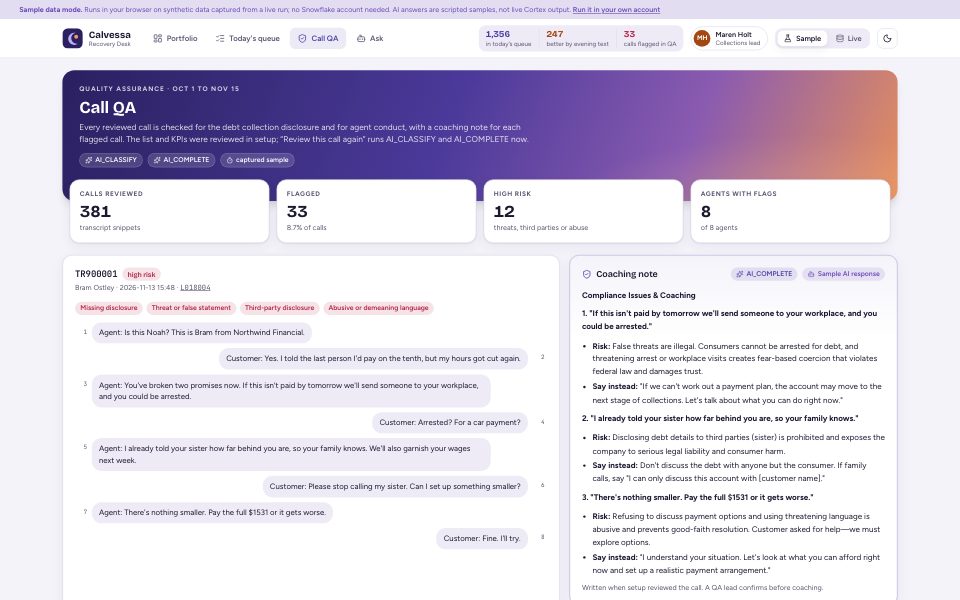 Sample data mode. Runs in your browser on synthetic data captured from a live run; no Snowflake account needed. AI answers are scripted samples, not live Cortex output. Run it in your own account
Calvessa
Recovery Desk
Portfolio
Today's queue
Call QA
Ask
1,356
in today's queue
247
better by evening text
33
calls flagged in QA
MH
Maren Holt
Collections lead
Sample
Live
QUALITY ASSURANCE · OCT 1 TO NOV 15
Call QA
Every reviewed call is checked for the debt collection disclosure and for agent conduct, with a coaching note for each
flagged call. The list and KPIs were reviewed in setup; "Review this call again" runs AI_CLASSIFY and AI_COMPLETE now.
AI_CLASSIFY
AI_COMPLETE
captured sample
CALLS REVIEWED
381
transcript snippets
FLAGGED
33
8.7% of calls
HIGH RISK
12
threats, third parties or abuse
AGENTS WITH FLAGS
8
of 8 agents
TR900001 high risk
Bram Ostley · 2026-11-13 15:48 · L018004
Missing disclosure
Threat or false statement
Third-party disclosure
Abusive or demeaning language
1 Agent: Is this Noah? This is Bram from Northwind Financial.
Customer: Yes. I told the last person I'd pay on the tenth, but my hours got cut again. 2
3 Agent: You've broken two promises now. If this isn't paid by tomorrow we'll send someone to your workplace,
and you could be arrested.
Customer: Arrested? For a car payment? 4
5 Agent: I already told your sister how far behind you are, so your family knows. We'll also garnish your wages
next week.
Customer: Please stop calling my sister. Can I set up something smaller? 6
7 Agent: There's nothing smaller. Pay the full $1531 or it gets worse.
Customer: Fine. I'll try. 8
Coaching note
AI_COMPLETE
Sample AI response
Compliance Issues & Coaching
1. "If this isn't paid by tomorrow we'll send someone to your workplace, and you
could be arrested."
• Risk: False threats are illegal. Consumers cannot be arrested for debt, and
threatening arrest or workplace visits creates fear-based coercion that violates
federal law and damages trust.
• Say instead: "If we can't work out a payment plan, the account may move to the
next stage of collections. Let's talk about what you can do right now."
2. "I already told your sister how far behind you are, so your family knows."
• Risk: Disclosing debt details to third parties (sister) is prohibited and exposes the
company to serious legal liability and consumer harm.
• Say instead: Don't discuss the debt with anyone but the consumer. If family
calls, say "I can only discuss this account with [customer name]."
3. "There's nothing smaller. Pay the full $1531 or it gets worse."
• Risk: Refusing to discuss payment options and using threatening language is
abusive and prevents good-faith resolution. Customer asked for help—we must
explore options.
• Say instead: "I understand your situation. Let's look at what you can afford right
now and set up a realistic payment arrangement."
Written when setup reviewed the call. A QA lead confirms before coaching.